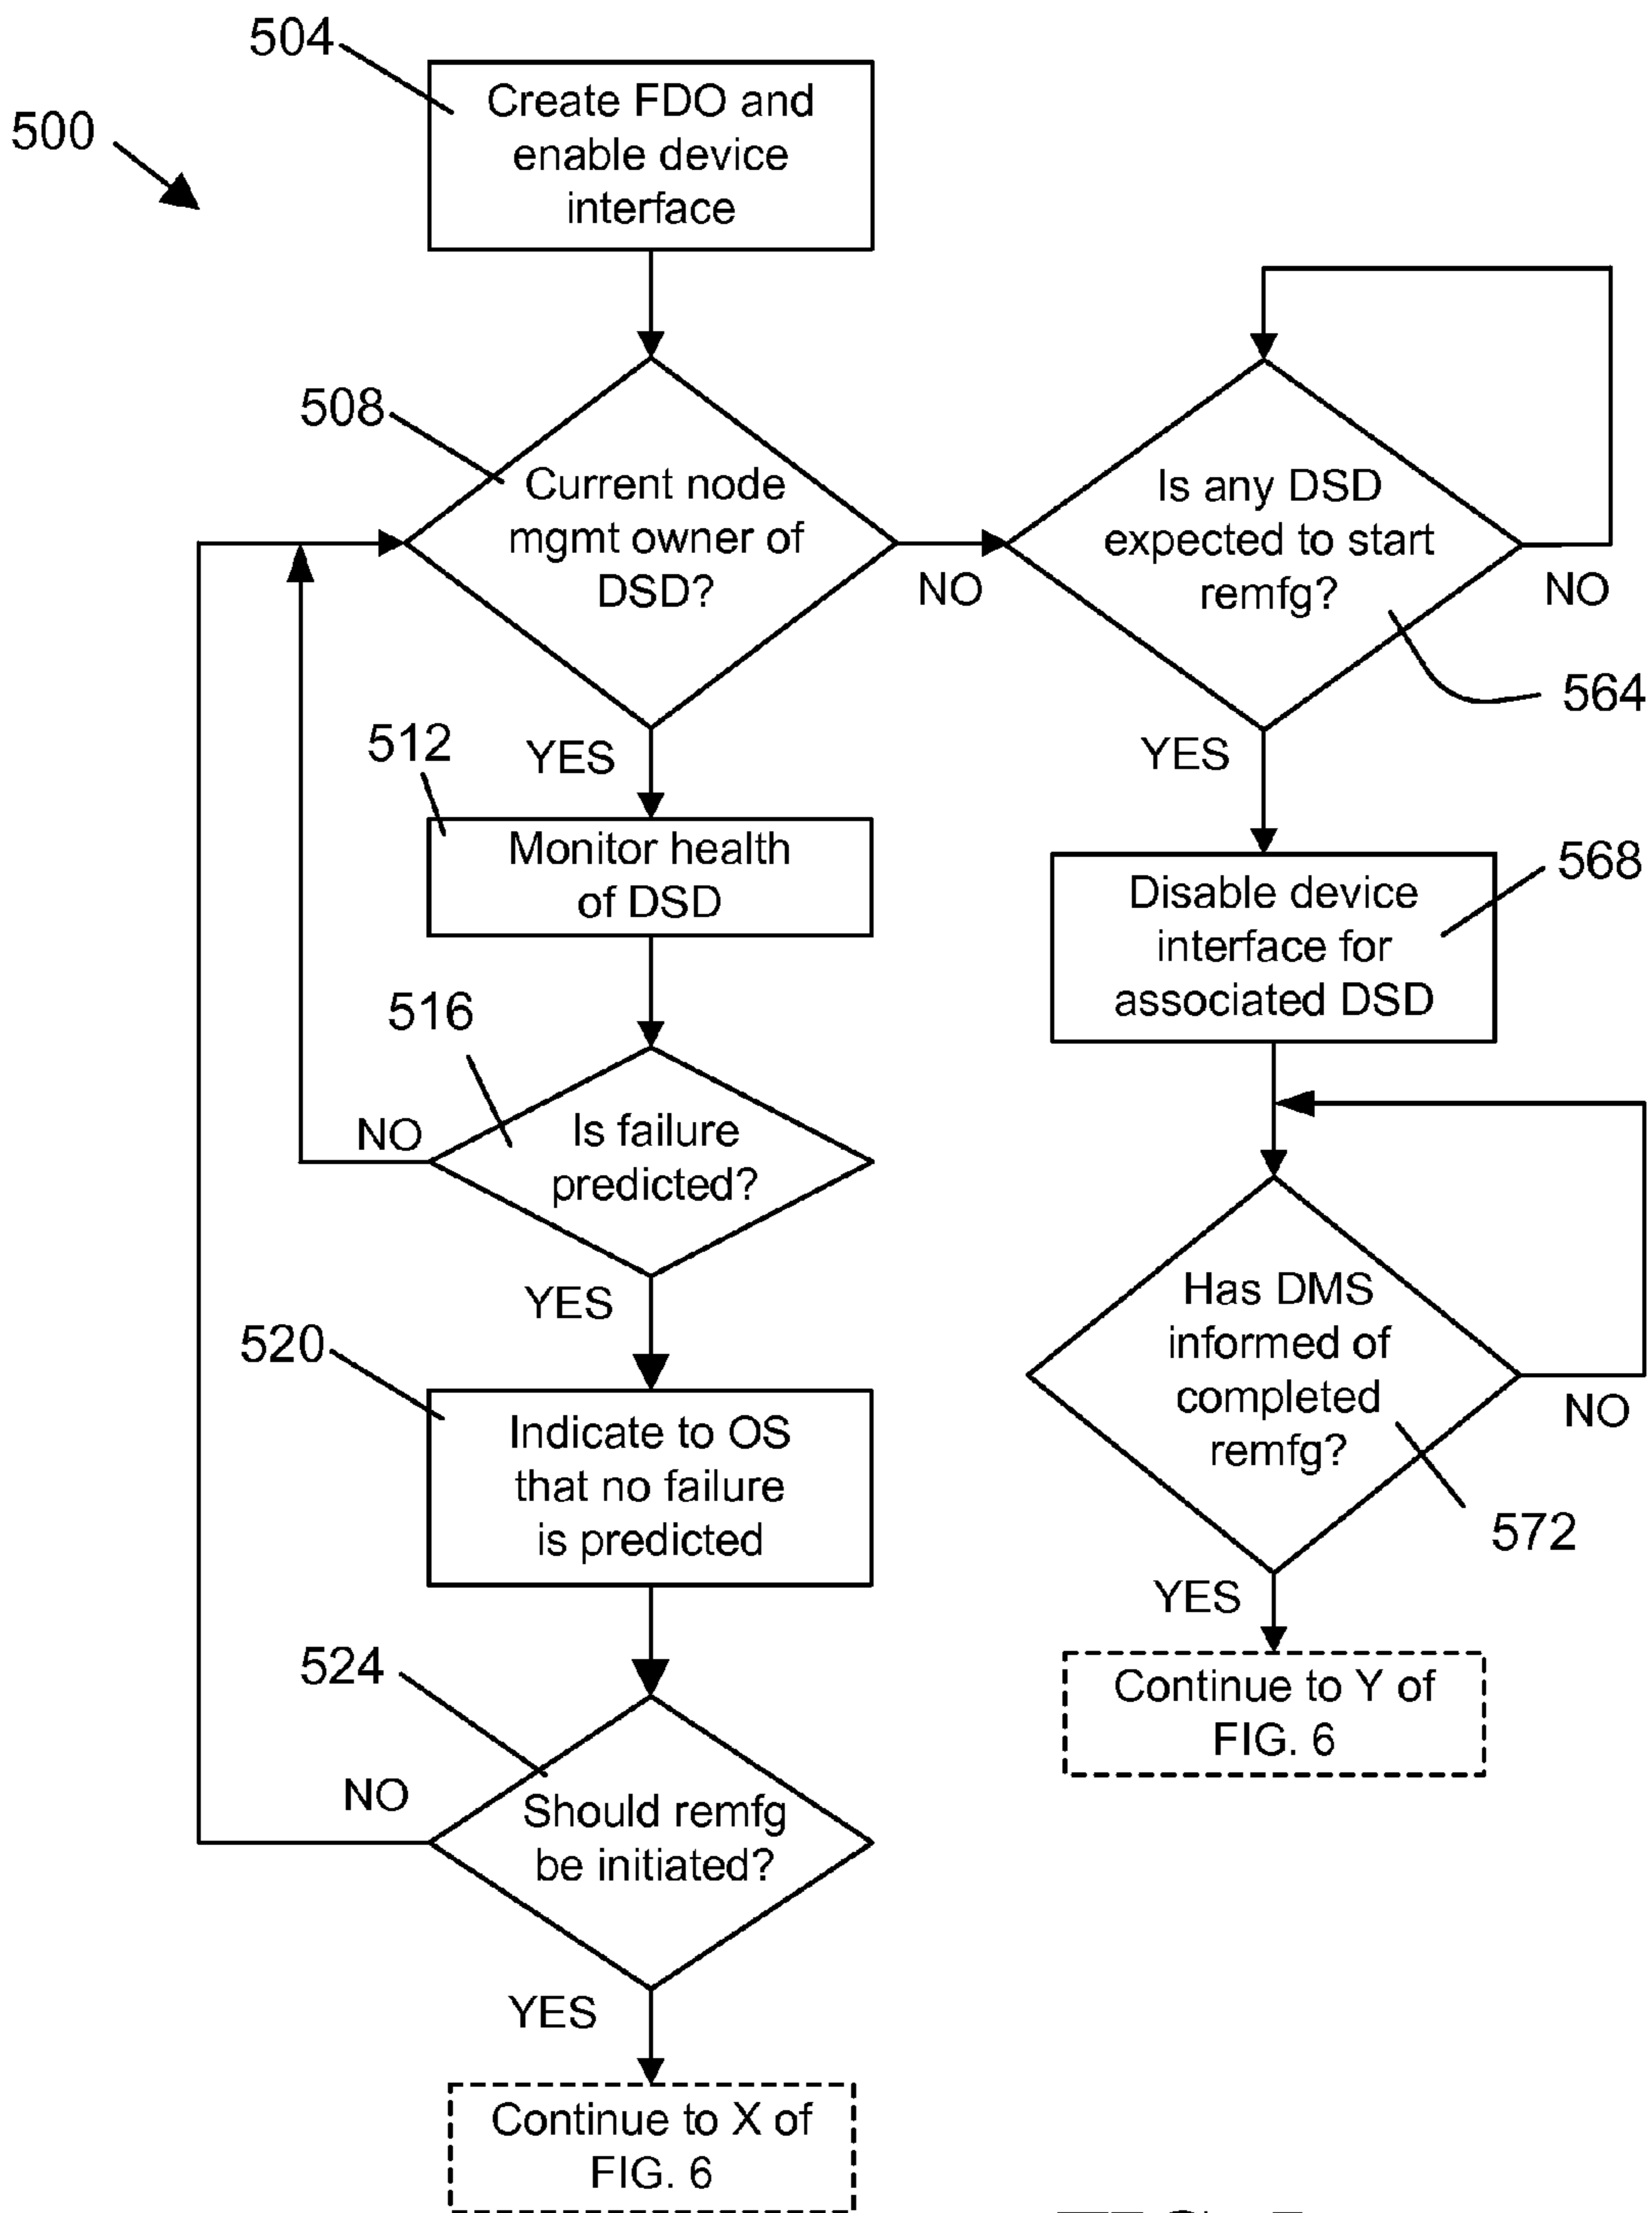 504
Create FDO and
enable device
interface
500
508
Current node
mgmt owner of
DSD?
NO
Is any DSD
expected to start
remfg?
NO
564
YES
512
Monitor health
of DSD
YES
568
Disable device
interface for
associated DSD
516
Is failure
predicted?
NO
YES
520
Indicate to OS
that no failure
is predicted
Has DMS
informed of
completed
remfg?
NO
572
YES
Continue to Y of
FIG. 6
524
Should remfg
be initiated?
NO
YES
Continue to X of
FIG. 6